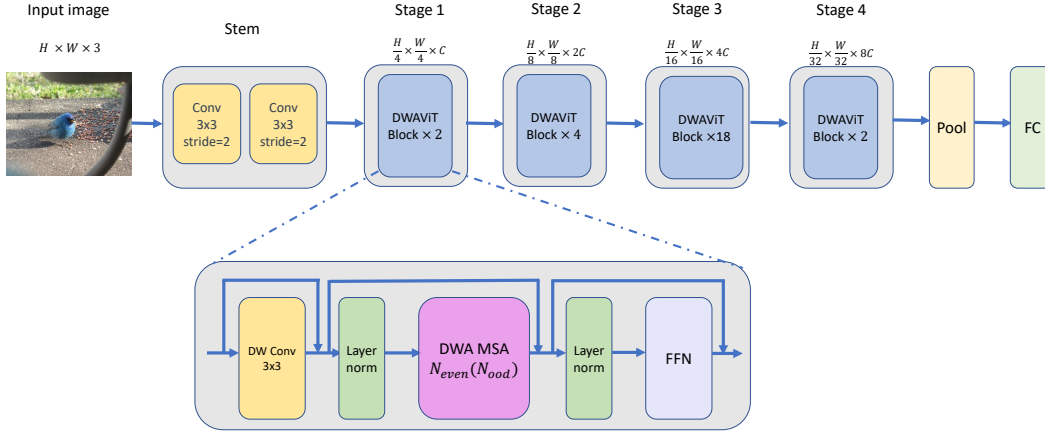 Input image
H × W × 3
Stem
Conv
3x3
stride=2
Conv
3x3
stride=2
Stage 1
H/4 × W/4 × C
DWAViT
Block × 2
Stage 2
H/8 × W/8 × 2C
DWAViT
Block × 4
Stage 3
H/16 × W/16 × 4C
DWAViT
Block ×18
Stage 4
H/32 × W/32 × 8C
DWAViT
Block × 2
Pool
FC
DW Conv
3x3
Layer
norm
DWA MSA
N_even(N_ood)
Layer
norm
FFN